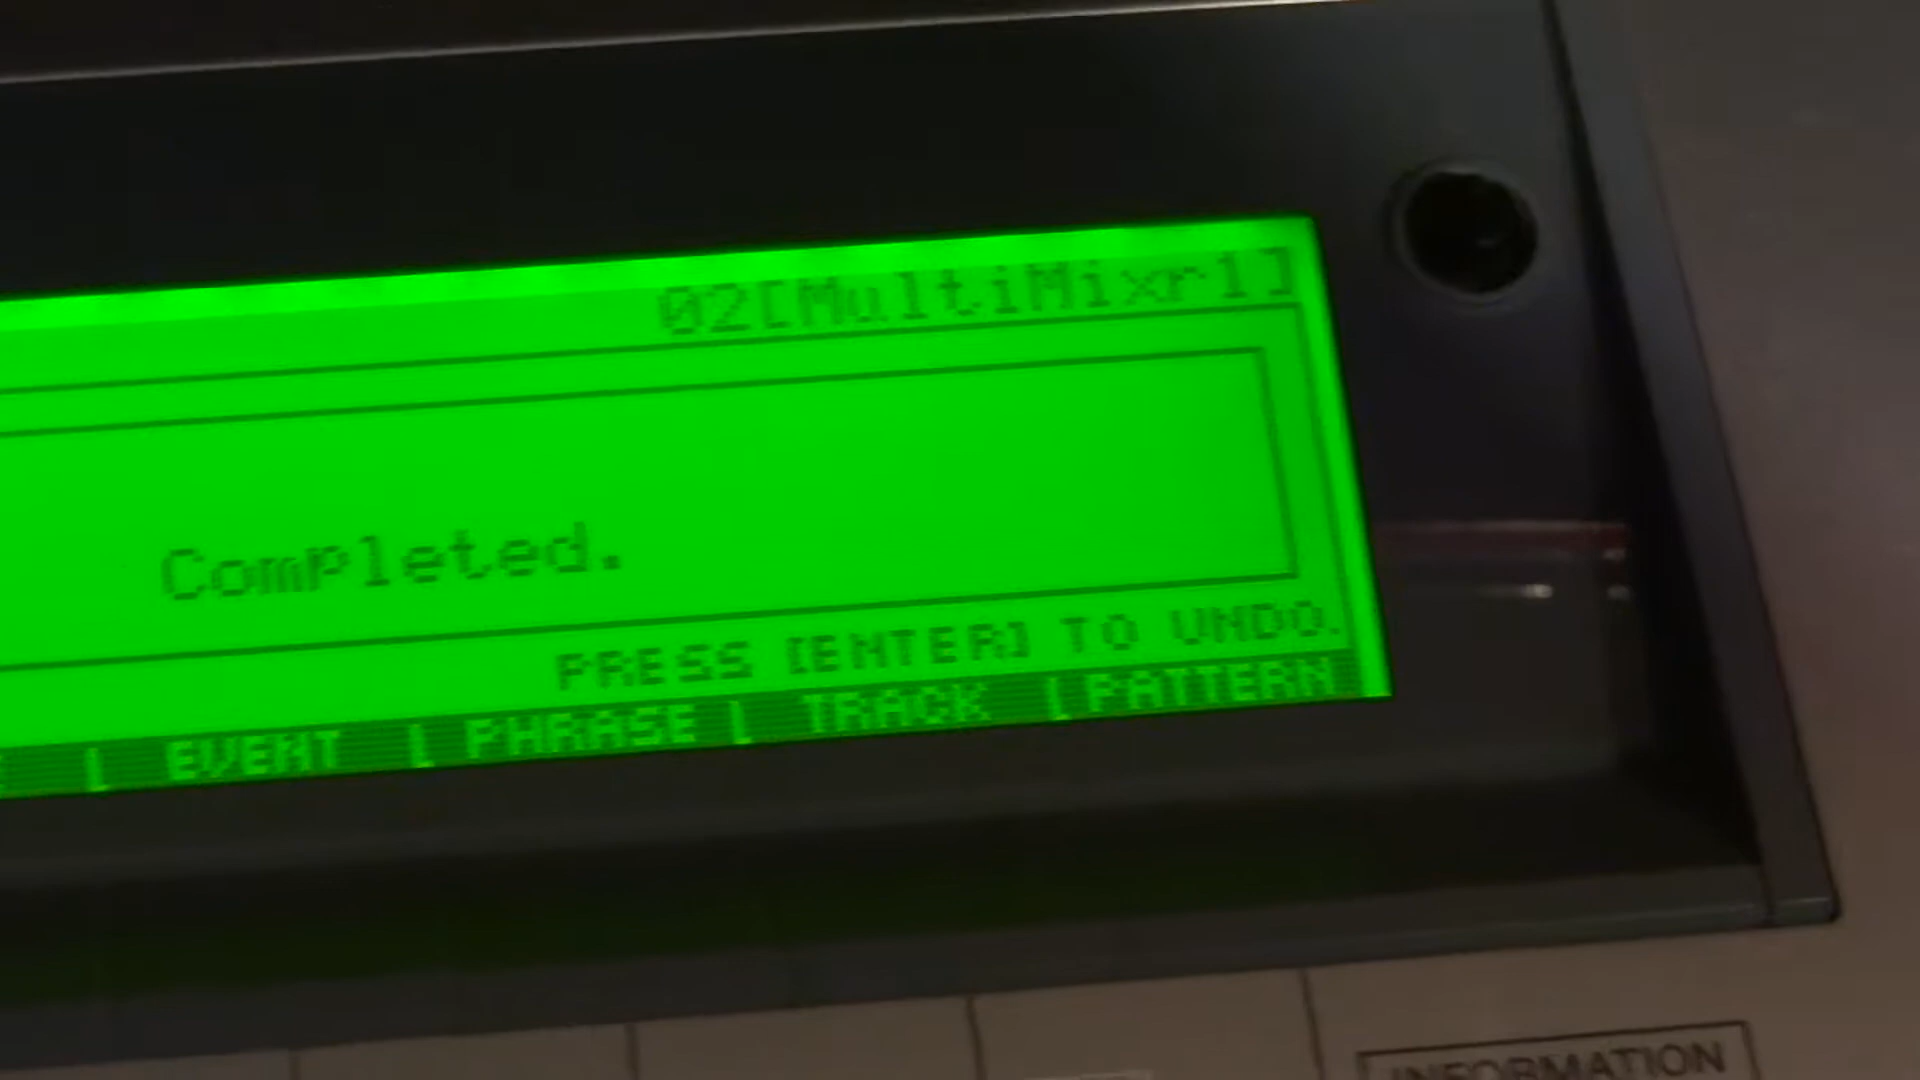 02[MultiMixr1]
Completed.
PRESS [ENTER] TO UNDO.
EVENT PHRASE TRACK PATTERN
INFORMATION